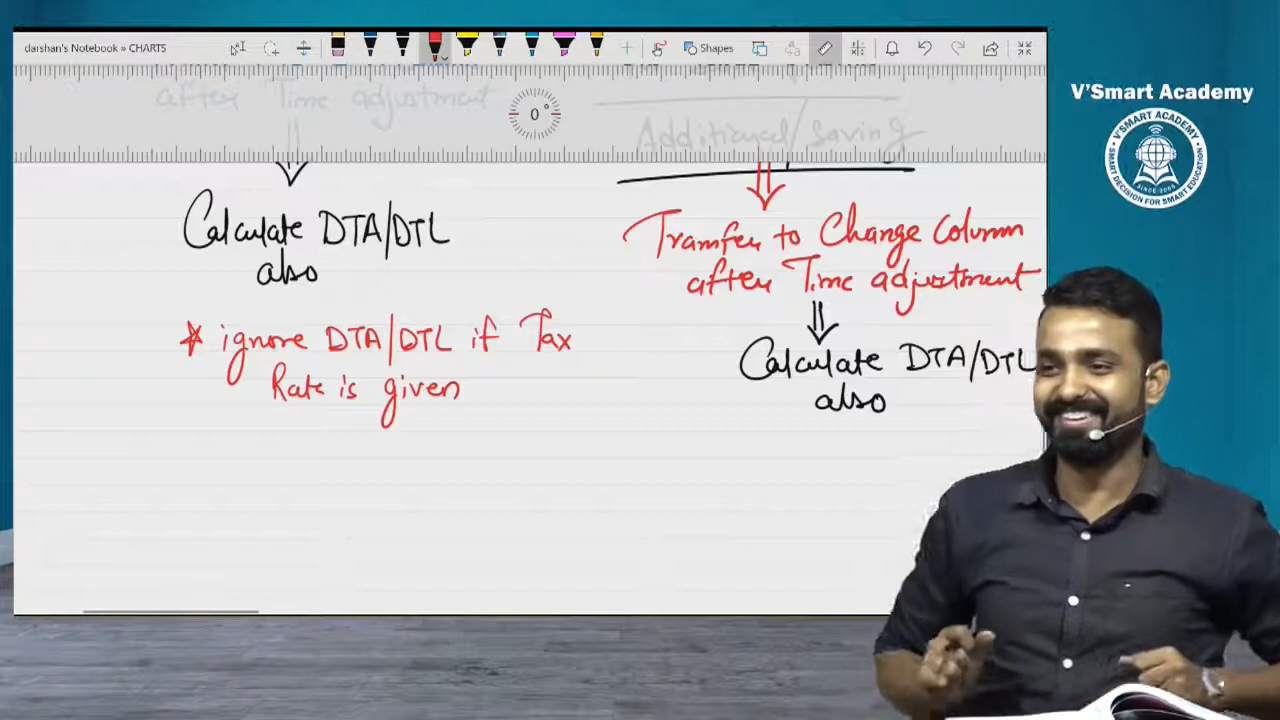 darshan's Notebook » CHARTS
Shapes
V'Smart Academy
V'SMART ACADEMY
SINCE-2005
SMART DECISION FOR SMART EDUCATION
after Time adjustment
0°
Additional/saving
Calculate DTA/DTL
also
Transfer to Change Column
after Time adjustment
Calculate DTA/DTL
also
* ignore DTA/DTL if Tax
Rate is given